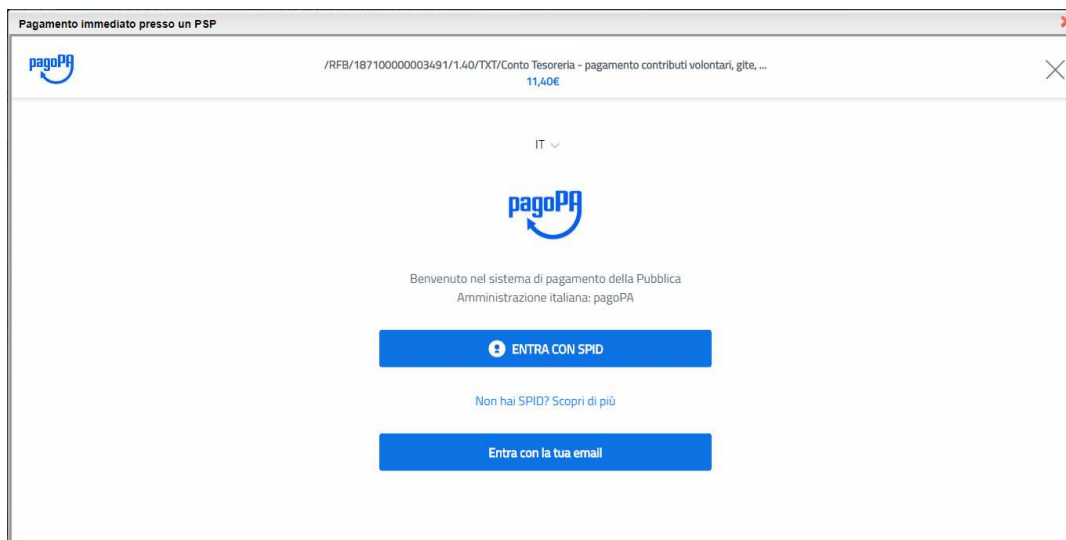 Pagamento immediato presso un PSP
pagoPA
/RFB/187100000003491/1.40/TXT/Conto Tesoreria - pagamento contributi volontari, gite, ...
11,40€
IT
pagoPA
Benvenuto nel sistema di pagamento della Pubblica
Amministrazione italiana: pagoPA
ENTRA CON SPID
Non hai SPID? Scopri di più
Entra con la tua email